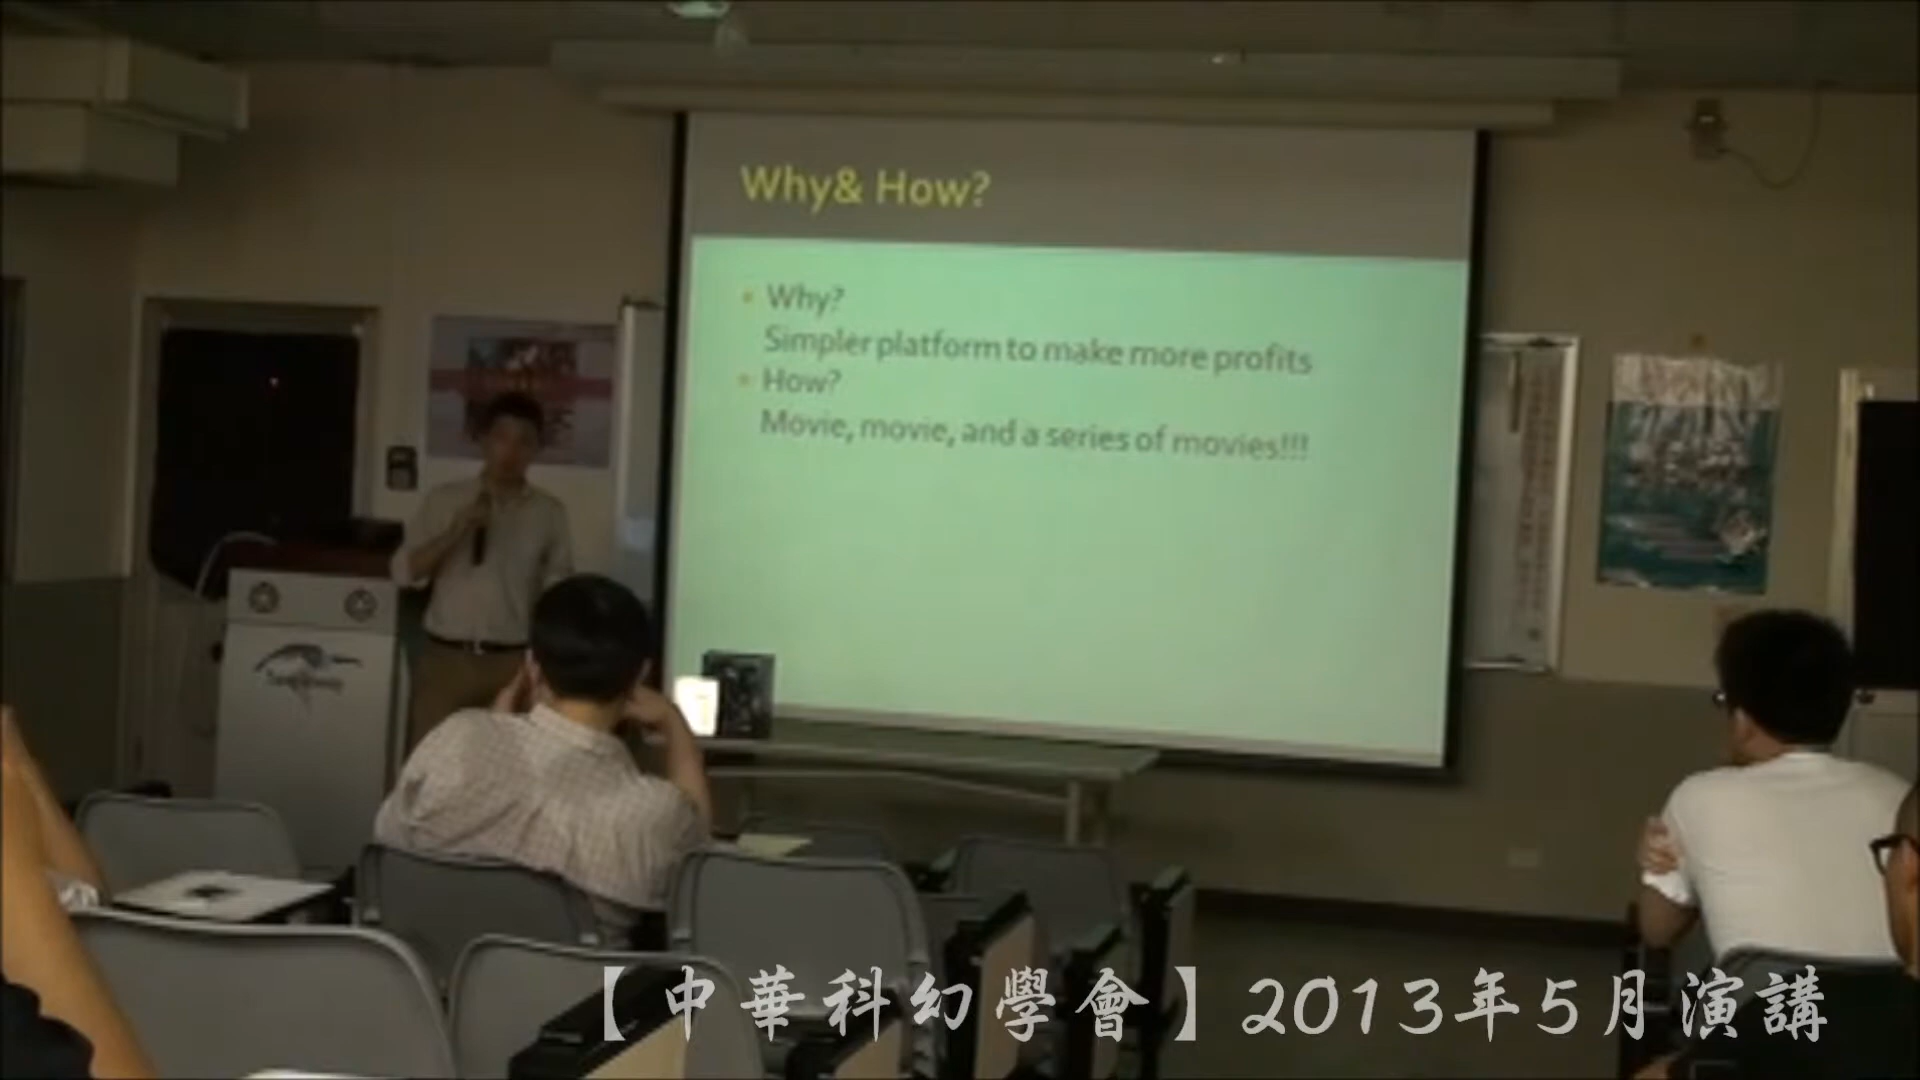 Why& How?
Why?
Simpler platform to make more profits
How?
Movie, movie, and a series of movies!!!
【中華科幻學會】2013年5月演講